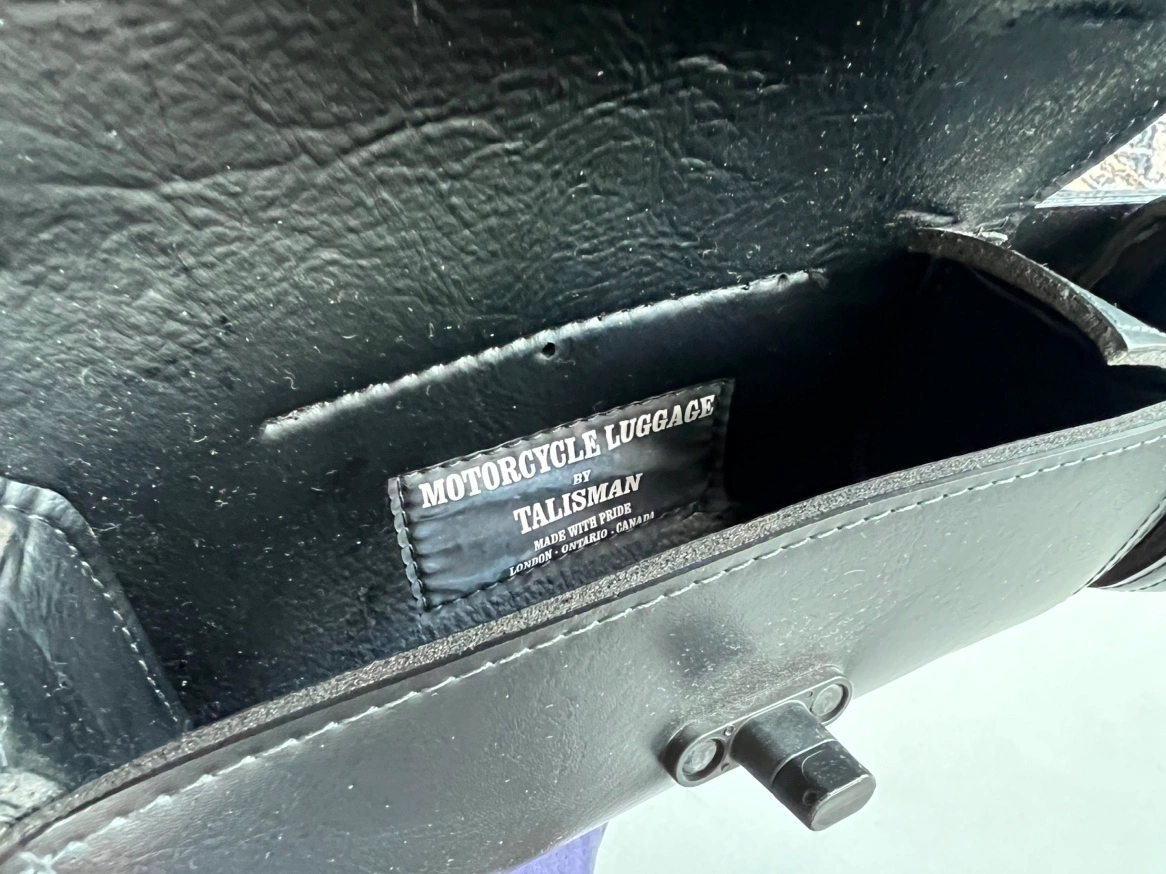 MOTORCYCLE LUGGAGE
BY
TALISMAN
MADE WITH PRIDE
LONDON · ONTARIO · CANADA